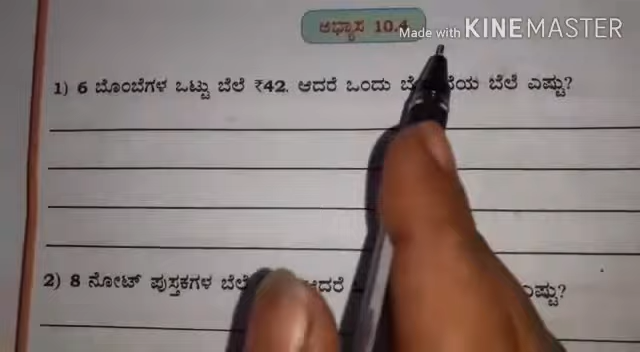 ಅಭ್ಯಾಸ 10.4
Made with KINEMASTER
1) 6 ಬೊಂಬೆಗಳ ಒಟ್ಟು ಬೆಲೆ ₹42. ಆದರೆ ಒಂದು ಬೆಲೆ ಎಷ್ಟು?
2) 8 ನೋಟ್ ಪುಸ್ತಕಗಳ ಬೆಲೆ ಆದರೆ ಎಷ್ಟು?